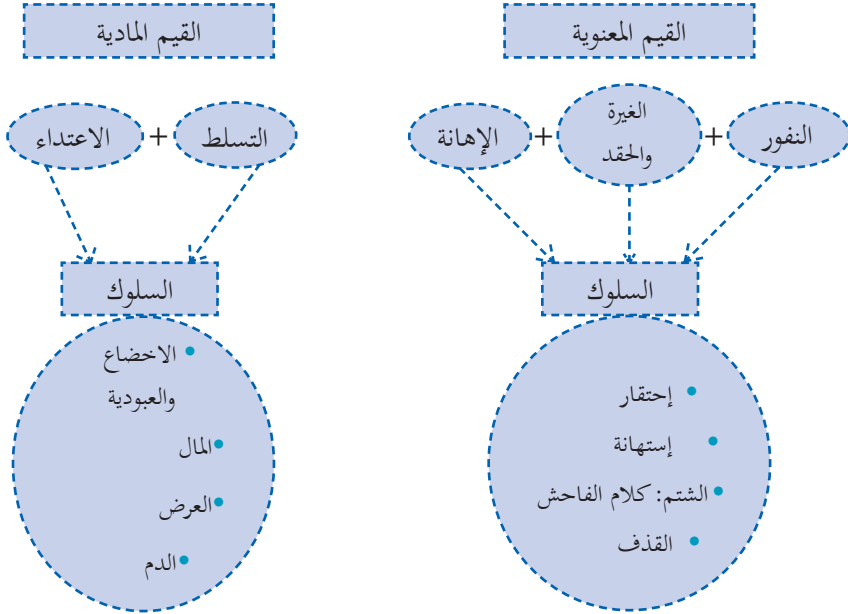 القيم المعنوية
النفور
+
الغيرة
والحقد
+
الإهانة
السلوك
• إحتقار
• إستهانة
• الشتم: كلام الفاحش
• القذف
القيم المادية
التسلط
+
الاعتداء
السلوك
• الاخضاع
والعبودية
• المال
• العرض
• الدم